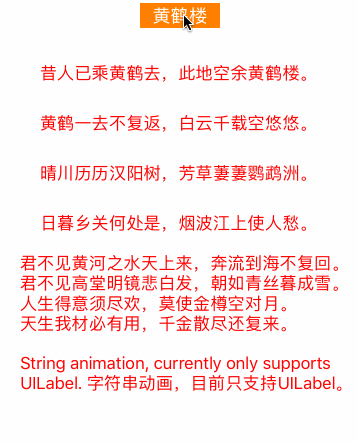 黄鹤楼
昔人已乘黄鹤去，此地空余黄鹤楼。
黄鹤一去不复返，白云千载空悠悠。
晴川历历汉阳树，芳草萋萋鹦鹉洲。
日暮乡关何处是，烟波江上使人愁。
君不见黄河之水天上来，奔流到海不复回。
君不见高堂明镜悲白发，朝如青丝暮成雪。
人生得意须尽欢，莫使金樽空对月。
天生我材必有用，千金散尽还复来。
String animation, currently only supports
UILabel. 字符串动画，目前只支持UILabel。